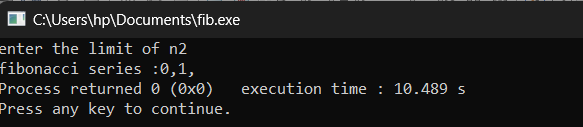 C:\Users\hp\Documents\fib.exe
enter the limit of n2
fibonacci series :0,1,
Process returned 0 (0x0)   execution time : 10.489 s
Press any key to continue.